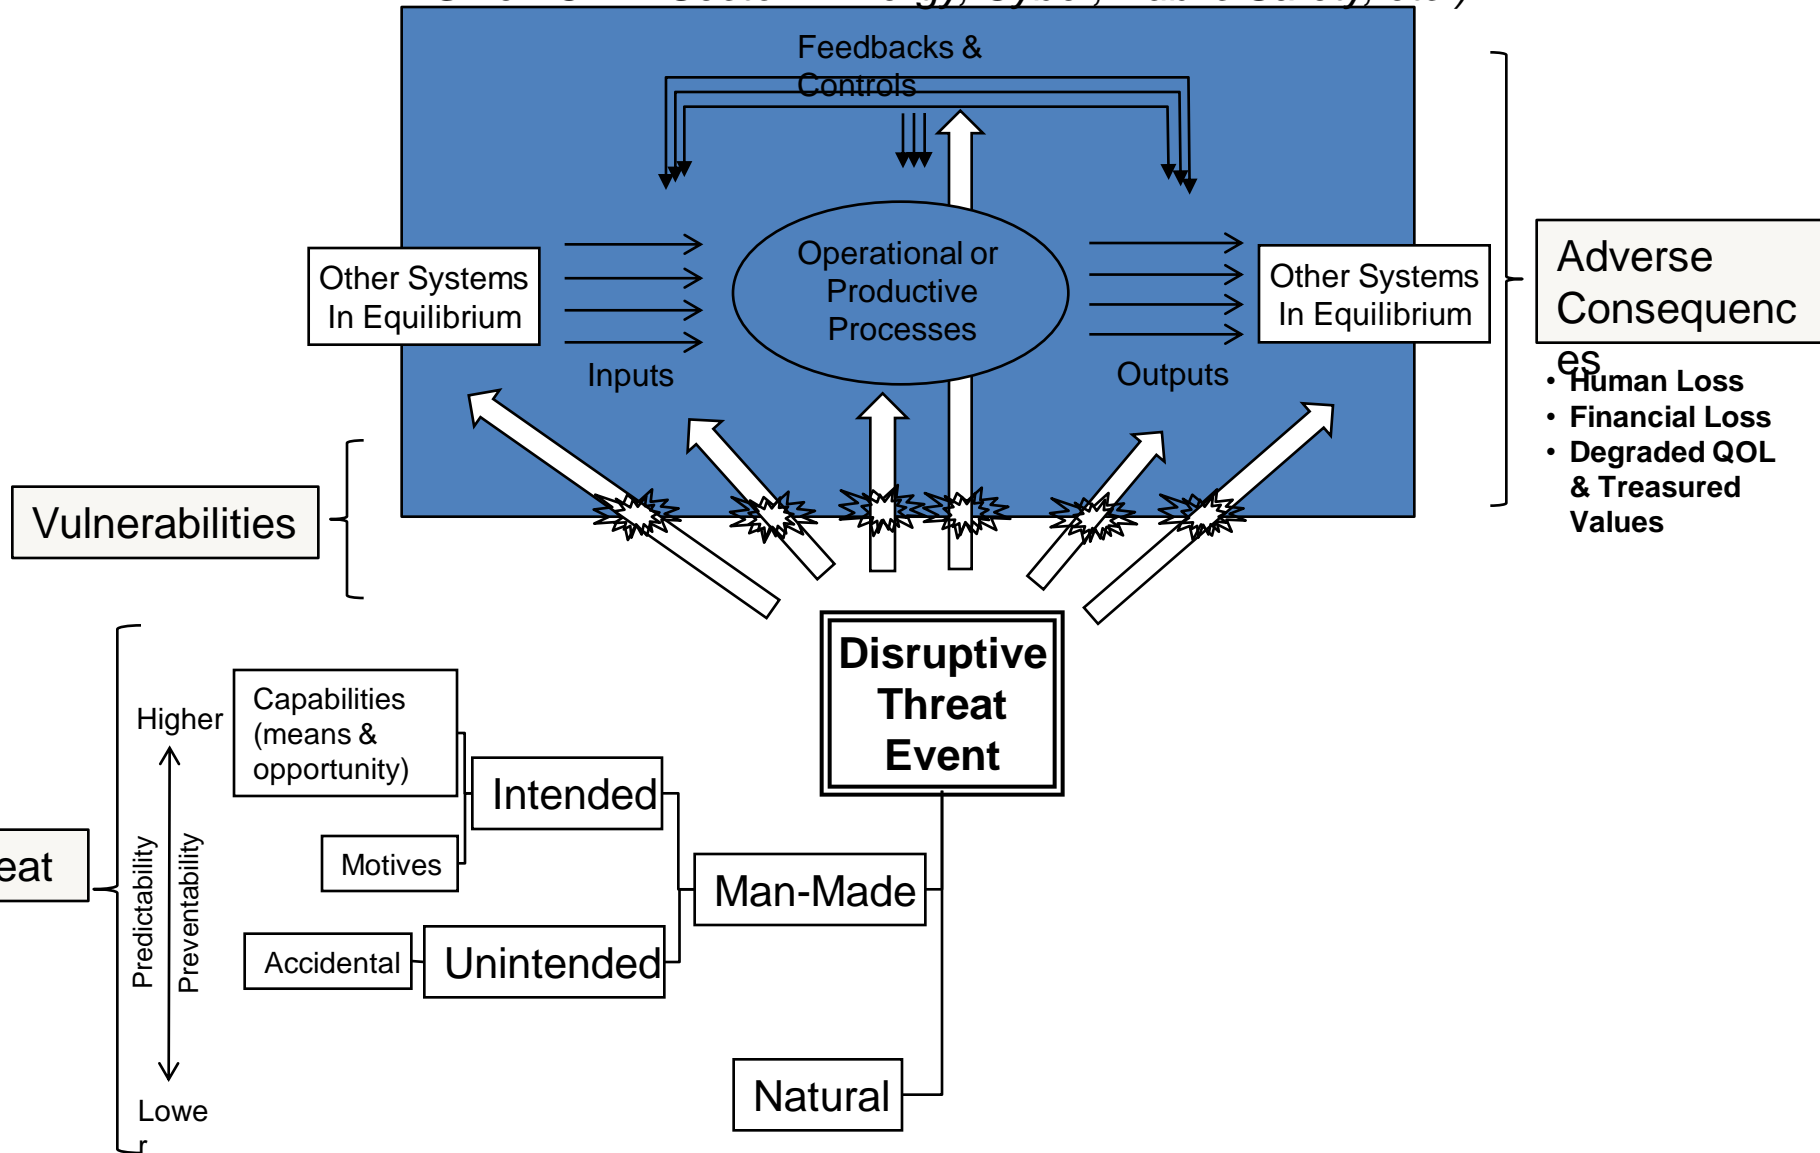 Feedbacks &
Controls
Other Systems
In Equilibrium
Operational or
Productive
Processes
Other Systems
In Equilibrium
Inputs
Outputs
Adverse
Consequenc
es
• Human Loss
• Financial Loss
• Degraded QOL
& Treasured
Values
Vulnerabilities
Disruptive
Threat
Event
Higher
Capabilities
(means &
opportunity)
Intended
Motives
eat
Predictability
Preventability
Man-Made
Accidental
Unintended
Natural
Lowe
r